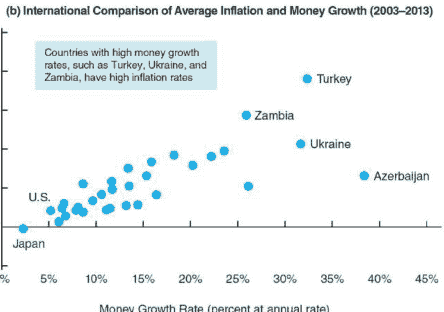 (b) International Comparison of Average Inflation and Money Growth (2003–2013)
Countries with high money growth
rates, such as Turkey, Ukraine, and
Zambia, have high inflation rates
Turkey
Zambia
Ukraine
Azerbaijan
U.S.
Japan
% 5% 10% 15% 20% 25% 30% 35% 40% 45%
Money Growth Rate (percent at annual rate)